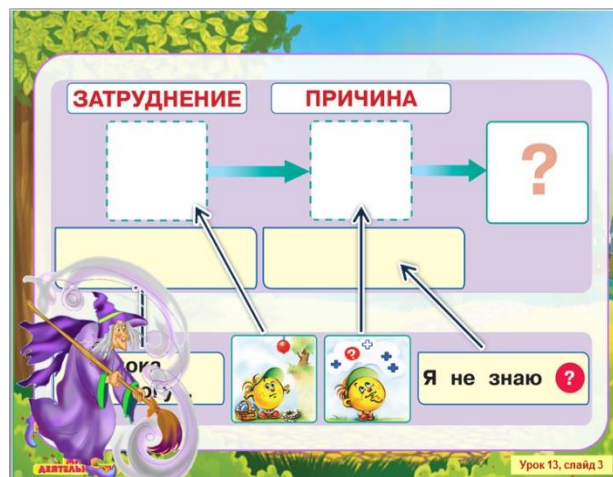 ЗАТРУДНЕНИЕ
ПРИЧИНА
?
?
Я не знаю ?
Урок 13, слайд 3